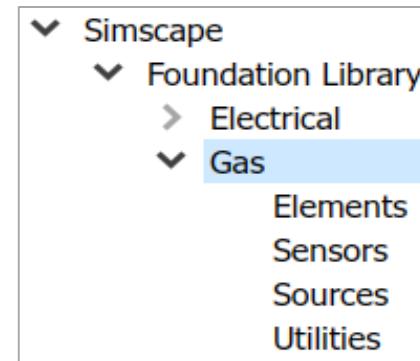 Simscape
Foundation Library
Electrical
Gas
Elements
Sensors
Sources
Utilities